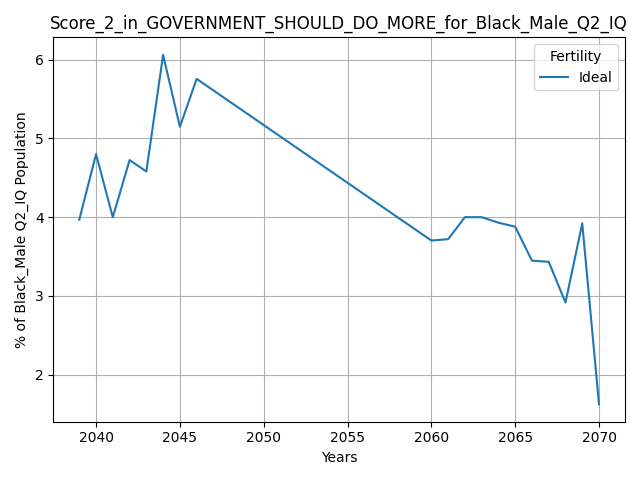 Score_2_in_GOVERNMENT_SHOULD_DO_MORE_for_Black_Male_Q2_IQ
Fertility
Ideal
% of Black_Male Q2_IQ Population
6
5
4
3
2
2040 2045 2050 2055 2060 2065 2070
Years